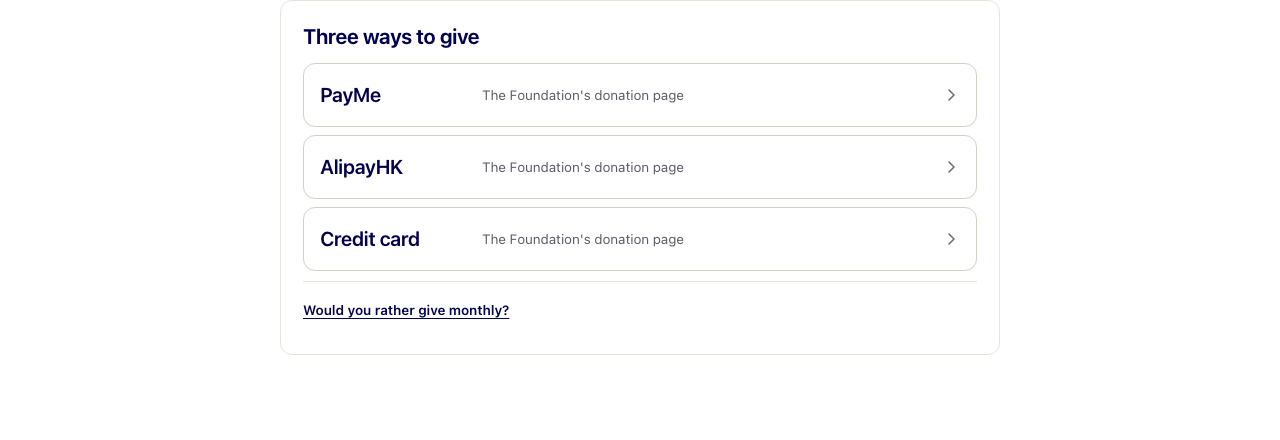 Three ways to give
PayMe The Foundation's donation page
AlipayHK The Foundation's donation page
Credit card The Foundation's donation page
Would you rather give monthly?